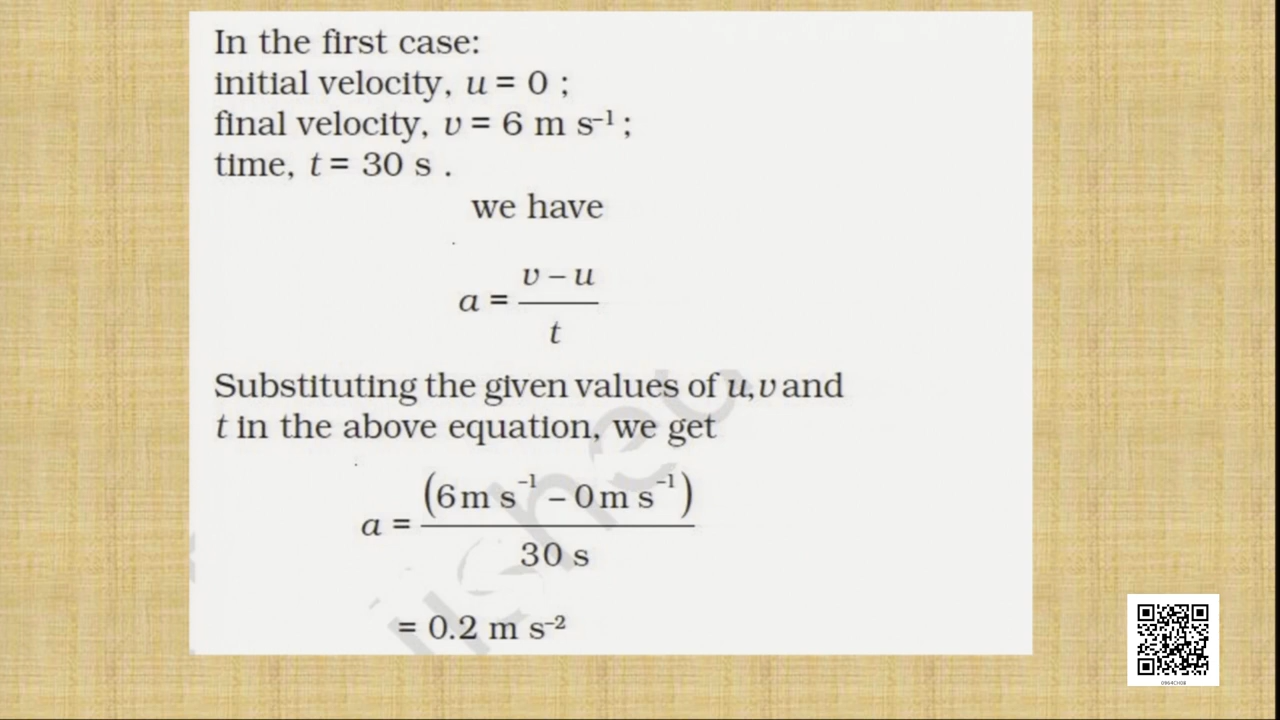 In the first case:
initial velocity, u = 0 ;
final velocity, v = 6 m s⁻¹ ;
time, t = 30 s .
we have
a = (v – u) / t
Substituting the given values of u, v and
t in the above equation, we get
a = (6 m s⁻¹ – 0 m s⁻¹) / 30 s
= 0.2 m s⁻²
0964CH08